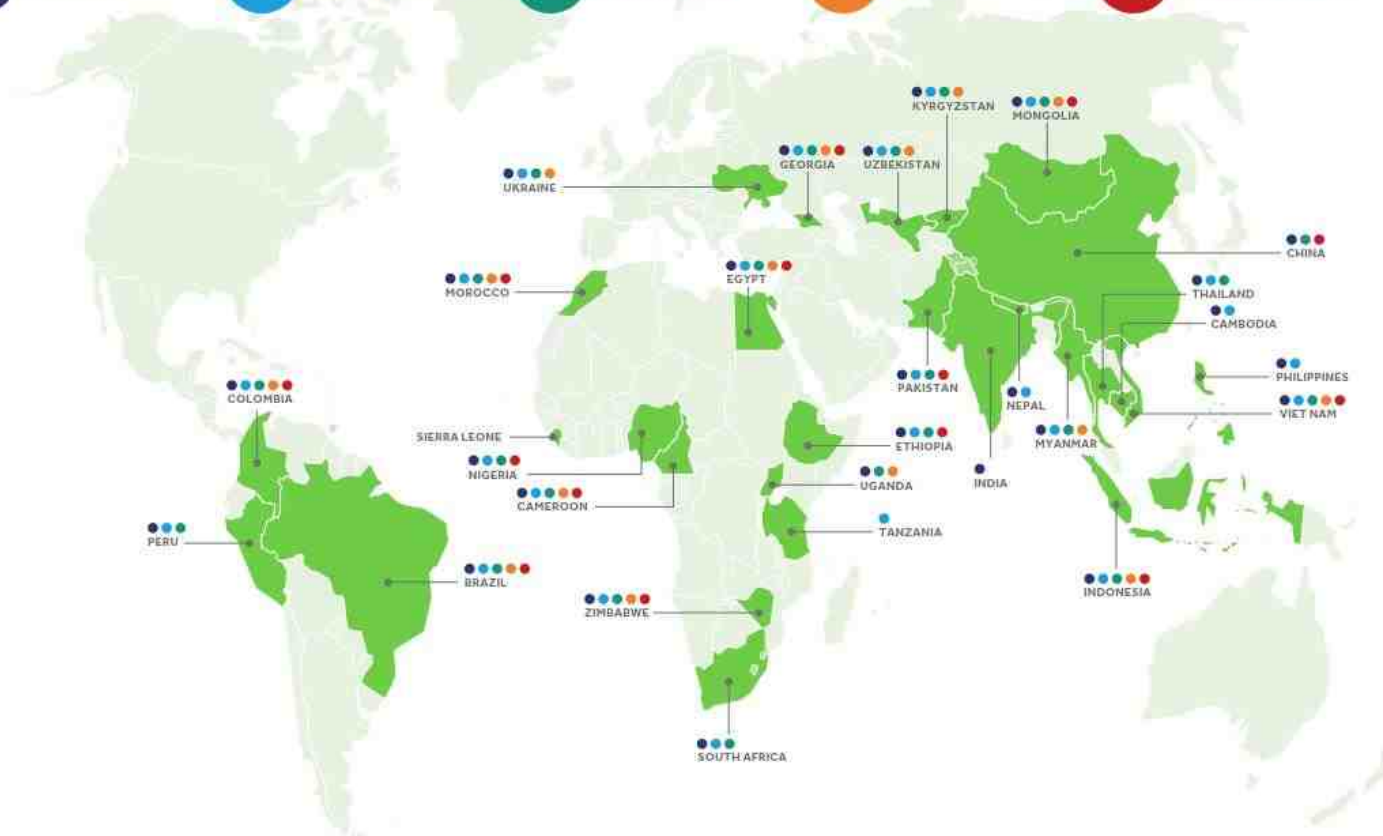 KYRGYZSTAN
MONGOLIA
GEORGIA
UZBEKISTAN
UKRAINE
CHINA
EGYPT
MOROCCO
THAILAND
CAMBODIA
PHILIPPINES
PAKISTAN
COLOMBIA
NEPAL
VIET NAM
SIERRA LEONE
MYANMAR
ETHIOPIA
NIGERIA
INDIA
UGANDA
CAMEROON
TANZANIA
PERU
BRAZIL
INDONESIA
ZIMBABWE
SOUTH AFRICA